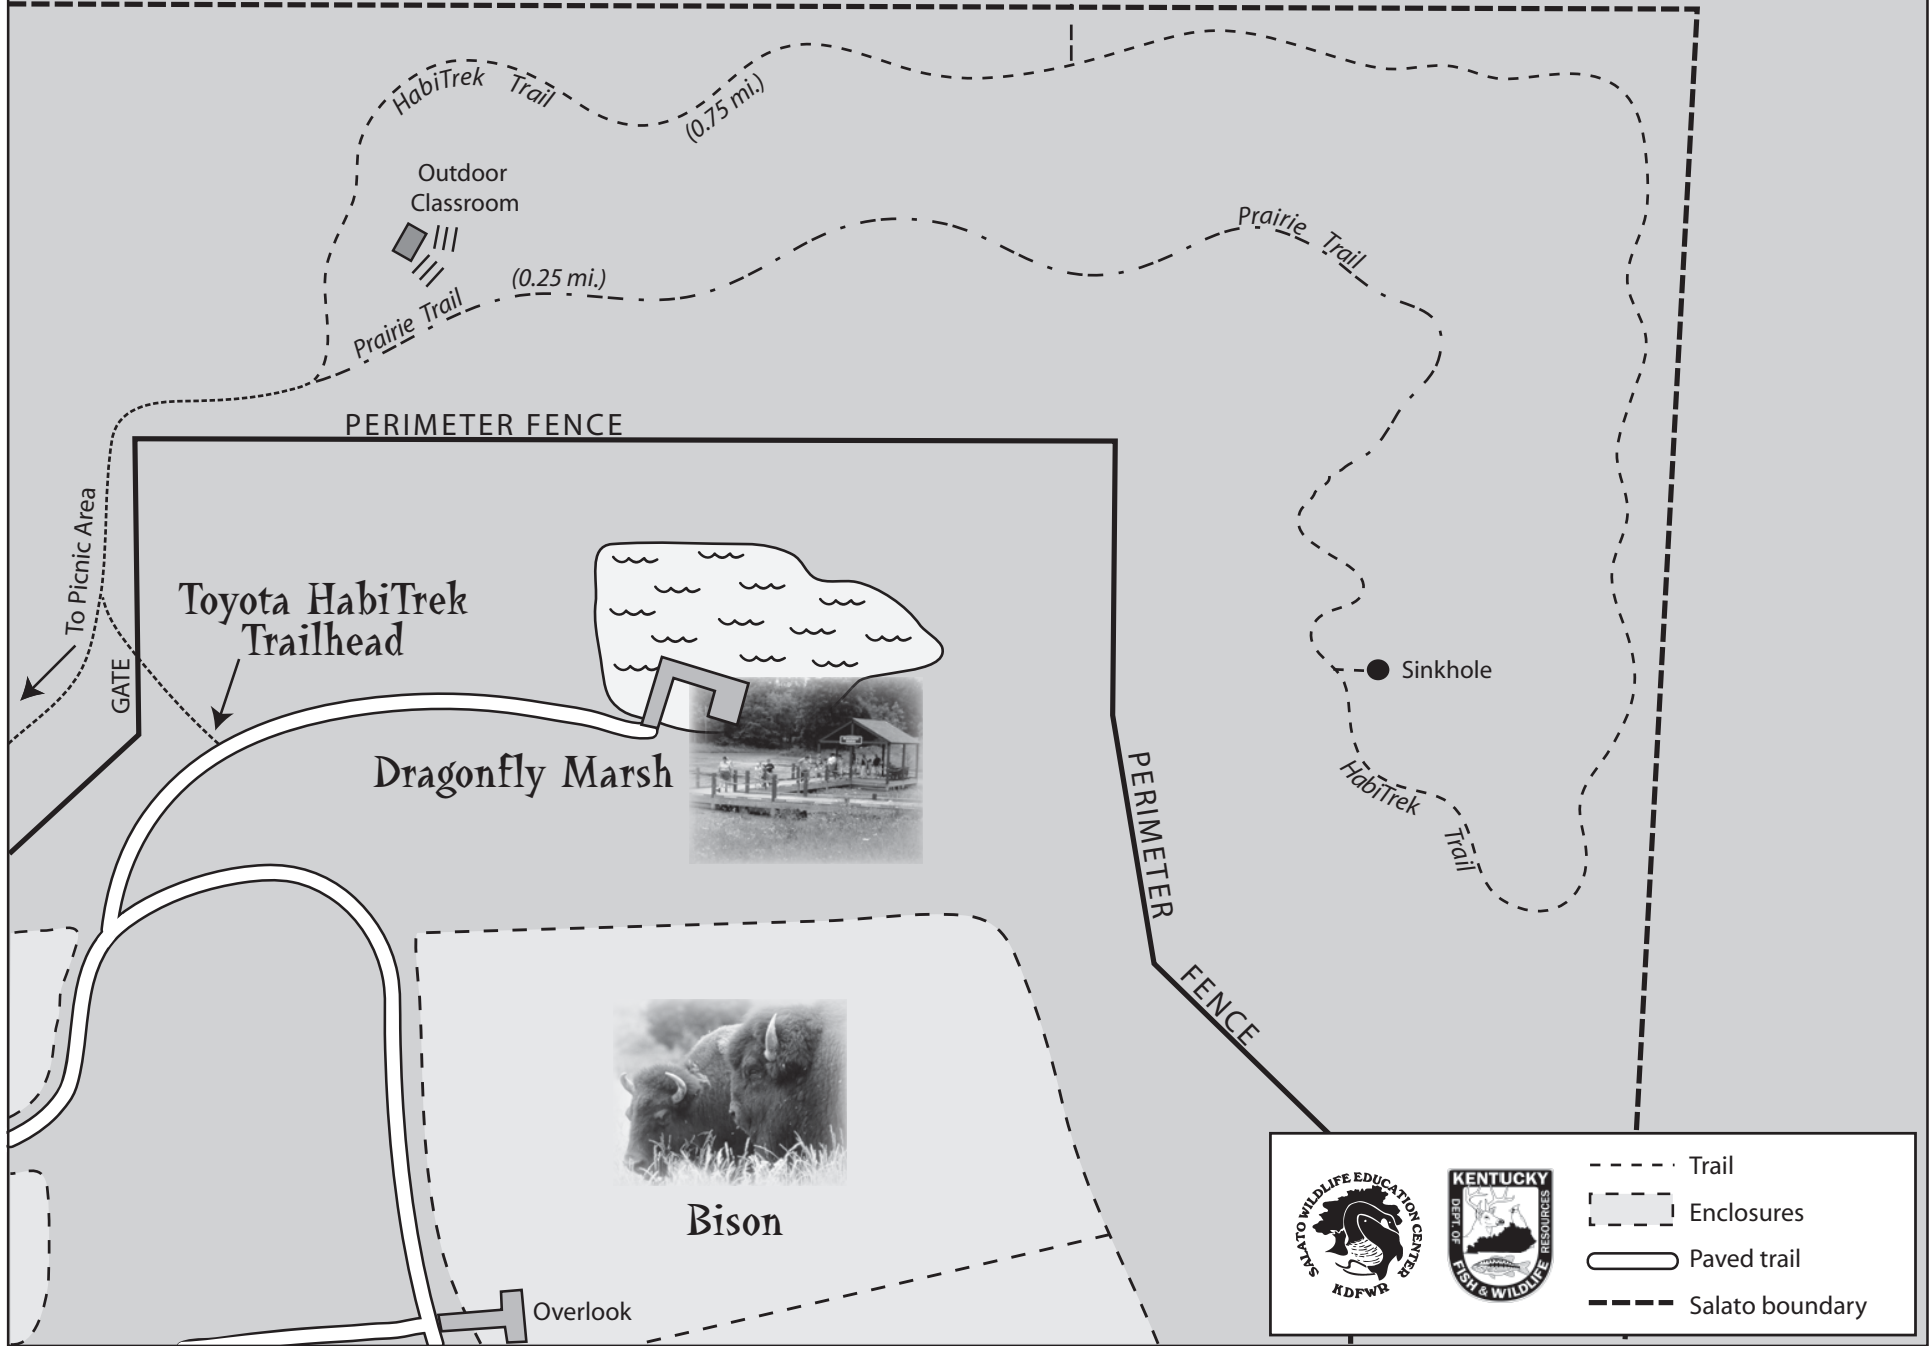 HabiTrek Trail
(0.75 mi.)
Outdoor
Classroom
Prairie Trail
(0.25 mi.)
Prairie Trail
PERIMETER FENCE
To Picnic Area
Toyota HabiTrek
Trailhead
GATE
Sinkhole
Dragonfly Marsh
PERIMETER
FENCE
HabiTrek Trail
Bison
Overlook
SALATO WILDLIFE EDUCATION CENTER
KDFWR
KENTUCKY
DEPT. OF
FISH & WILDLIFE
RESOURCES
Trail
Enclosures
Paved trail
Salato boundary